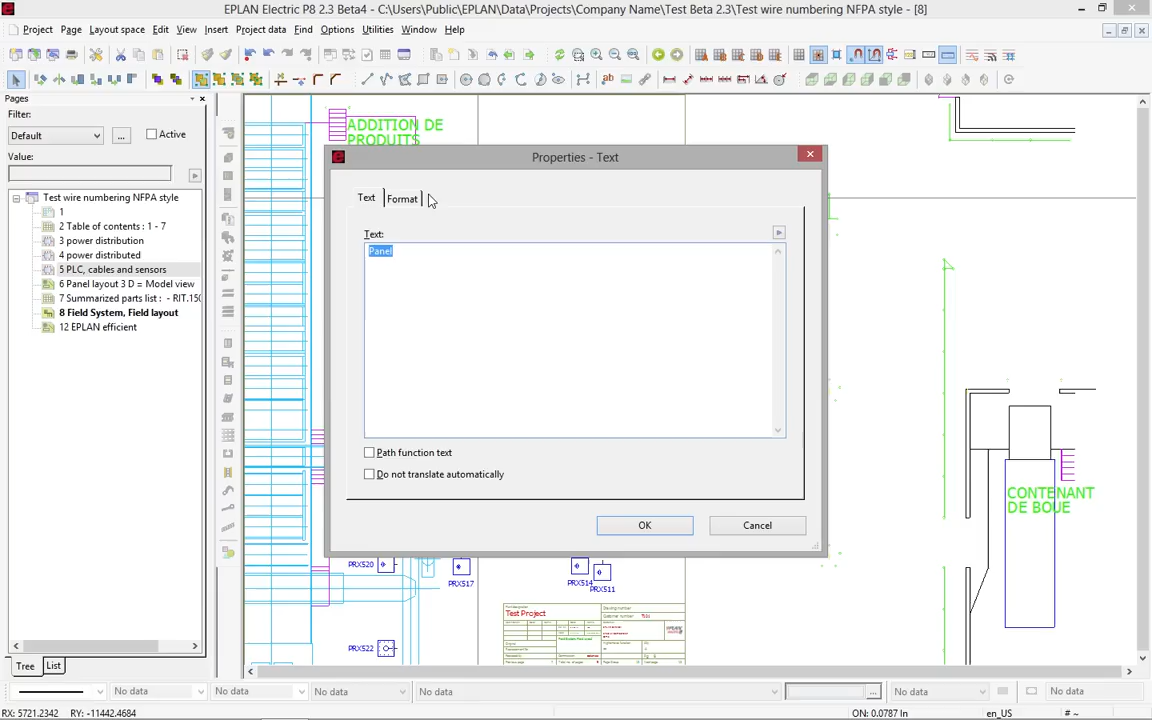 EPLAN Electric P8 2.3 Beta4 - C:\Users\Public\EPLAN\Data\Projects\Company Name\Test Beta 2.3\Test wire numbering NFPA style - [8]
Project Page Layout space Edit View Insert Project data Find Options Utilities Window Help
Pages
Filter:
Default
...
Active
Value:
Test wire numbering NFPA style
1
2 Table of contents : 1 - 7
3 power distribution
4 power distributed
5 PLC, cables and sensors
6 Panel layout 3 D = Model view
7 Summarized parts list : - RIT.150
8 Field System, Field layout
12 EPLAN efficient
Tree
List
ADDITION DE
PRODUITS
Properties - Text
Text
Format
Text:
Panel
Path function text
Do not translate automatically
OK
Cancel
CONTENANT
DE BOUE
PRX520
PRX517
PRX514
PRX511
PRX522
Test Project
No data
No data
No data
No data
...
No data
No data
RX: 5721.2342 RY: -11442.4684
ON: 0.0787 In
en_US
# ~